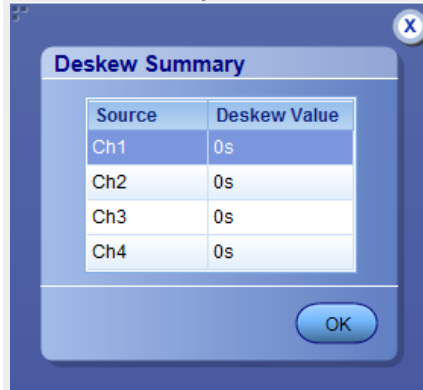 X
Deskew Summary
Source Deskew Value
Ch1 0s
Ch2 0s
Ch3 0s
Ch4 0s
OK